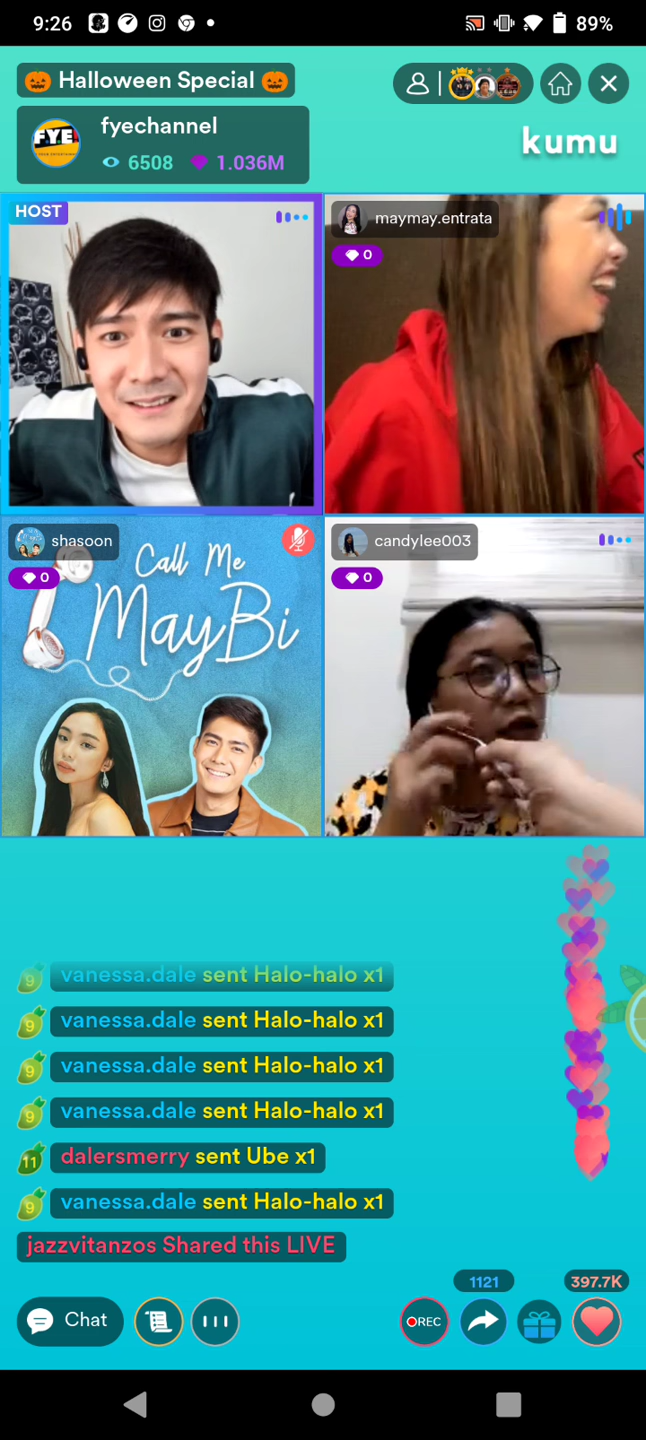 9:26
89%
🎃 Halloween Special 🎃
FYE
fyechannel
6508 1.036M
kumu
HOST
maymay.entrata
0
shasoon
0
Call Me
MayBi
candylee003
0
9 vanessa.dale sent Halo-halo x1
9 vanessa.dale sent Halo-halo x1
9 vanessa.dale sent Halo-halo x1
9 vanessa.dale sent Halo-halo x1
11 dalersmerry sent Ube x1
9 vanessa.dale sent Halo-halo x1
jazzvitanzos Shared this LIVE
1121 397.7K
Chat
REC